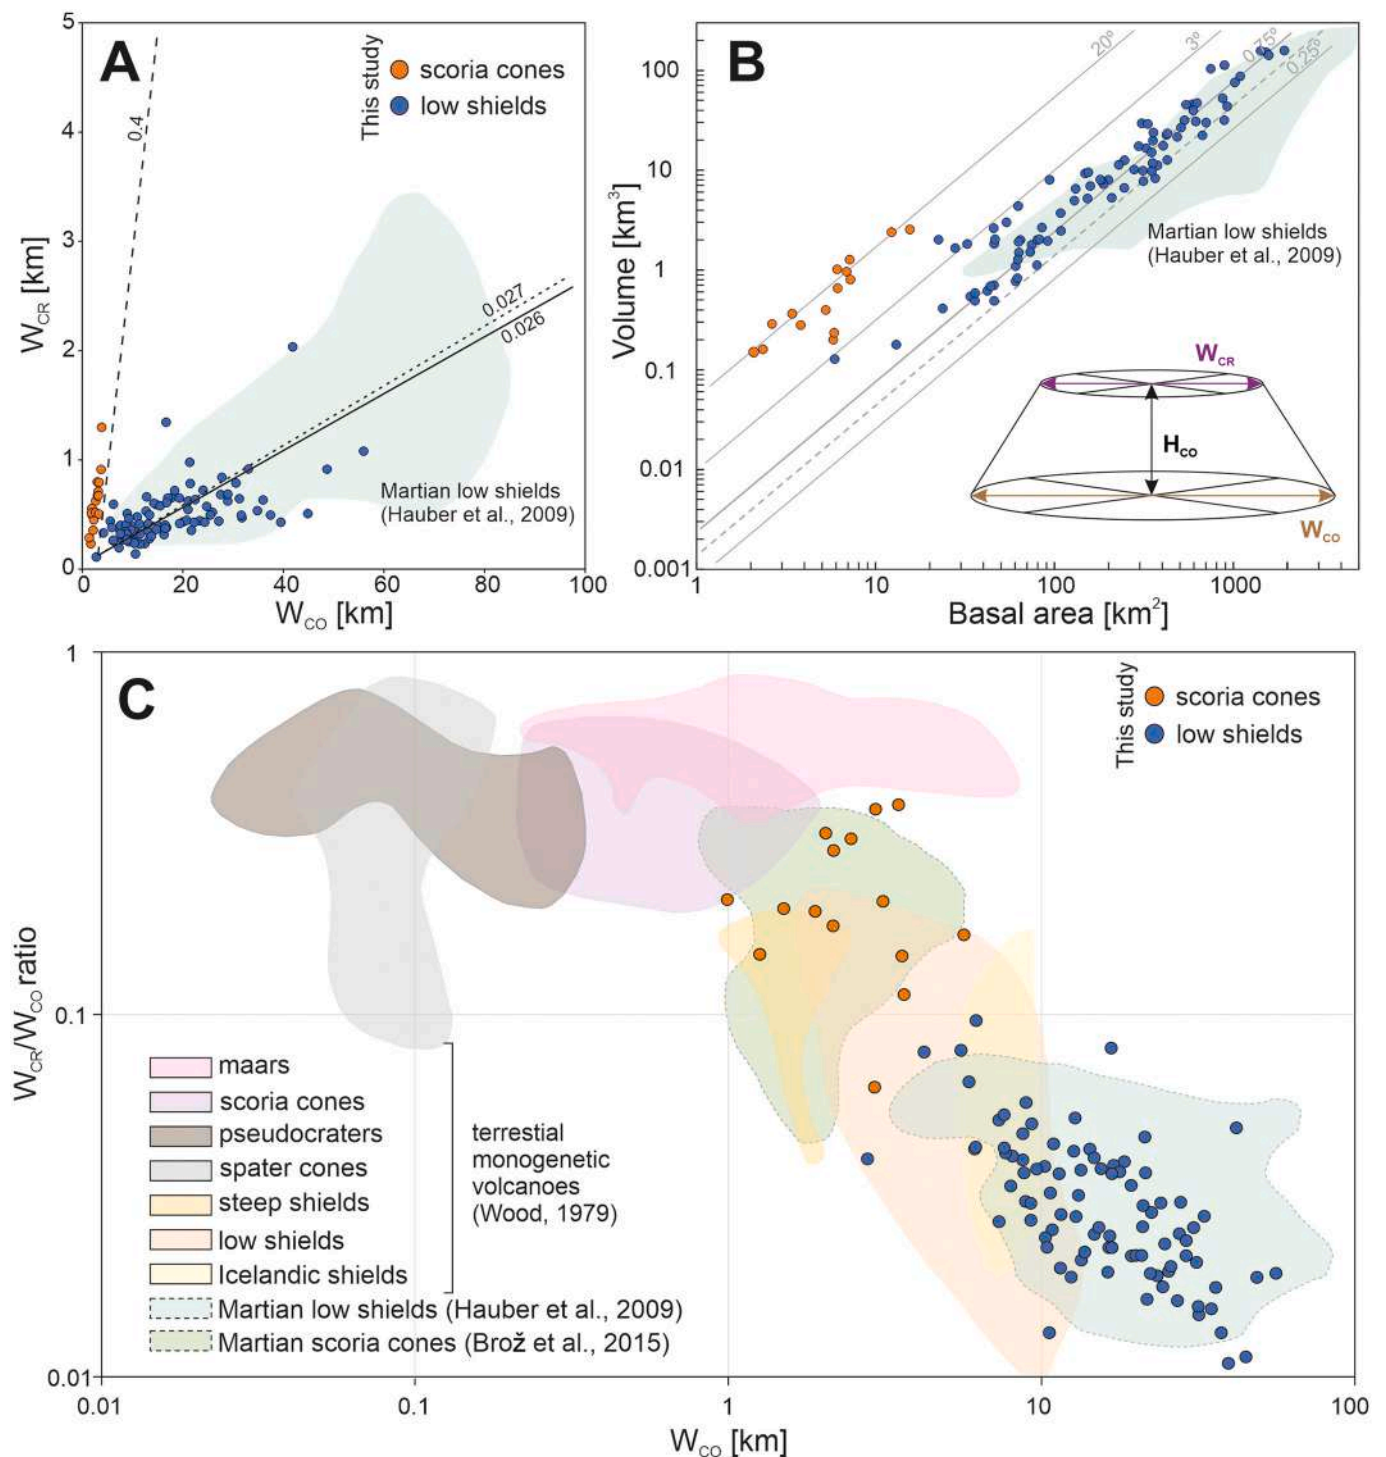 A
This study
scoria cones
low shields
5
4
3
2
1
0
W_CR [km]
0.4
0.027
0.026
Martian low shields
(Hauber et al., 2009)
0
20
40
60
80
100
W_CO [km]
B
20°
3°
0.75°
0.25°
100
10
1
0.1
0.01
0.001
Volume [km³]
Martian low shields
(Hauber et al., 2009)
W_CR
H_CO
W_CO
1
10
100
1000
Basal area [km²]
C
This study
scoria cones
low shields
1
0.1
0.01
W_CR/W_CO ratio
maars
scoria cones
pseudocraters
spater cones
steep shields
low shields
Icelandic shields
Martian low shields (Hauber et al., 2009)
Martian scoria cones (Brož et al., 2015)
terrestial
monogenetic
volcanoes
(Wood, 1979)
0.01
0.1
1
10
100
W_CO [km]